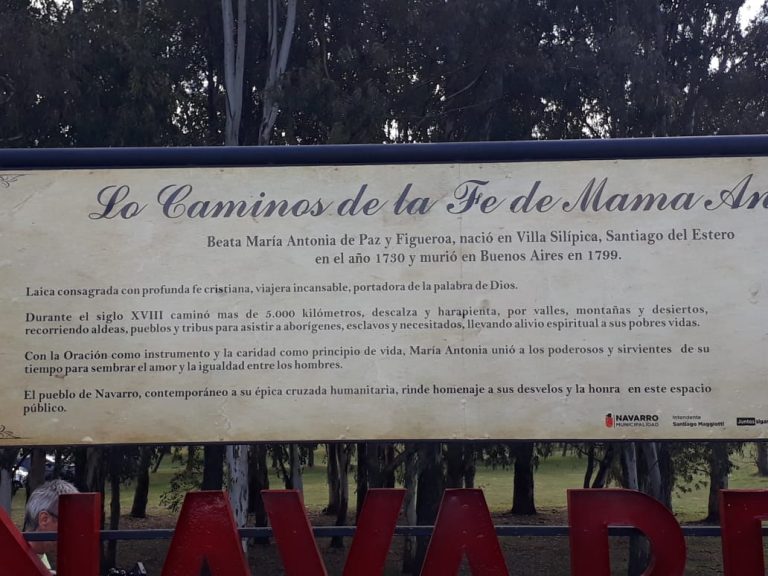 Lo Caminos de la Fe de Mama An
Beata María Antonia de Paz y Figueroa, nació en Villa Silípica, Santiago del Estero
en el año 1730 y murió en Buenos Aires en 1799.
Laica consagrada con profunda fe cristiana, viajera incansable, portadora de la palabra de Dios.
Durante el siglo XVIII caminó mas de 5.000 kilómetros, descalza y harapienta, por valles, montañas y desiertos,
recorriendo aldeas, pueblos y tribus para asistir a aborígenes, esclavos y necesitados, llevando alivio espiritual a sus pobres vidas.
Con la Oración como instrumento y la caridad como principio de vida, María Antonia unió a los poderosos y sirvientes de su
tiempo para sembrar el amor y la igualdad entre los hombres.
El pueblo de Navarro, contemporáneo a su épica cruzada humanitaria, rinde homenaje a sus desvelos y la honra en este espacio
público.
NAVARRO
MUNICIPALIDAD
Intendente
Santiago Maggiotti
Juntos
NAVAR